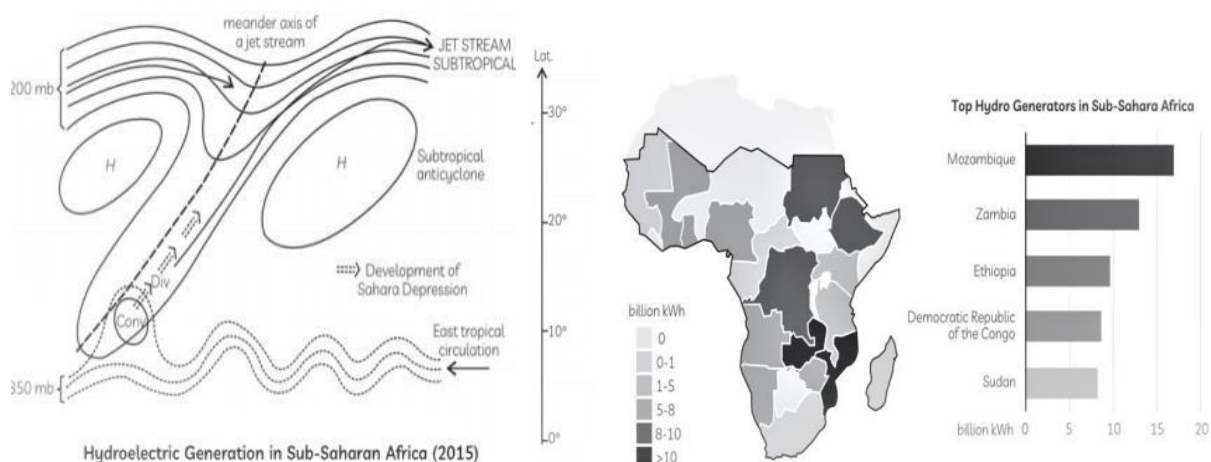 meander axis of
a jet stream
JET STREAM
SUBTROPICAL
200 mb
Lat.
30°
H
H
Subtropical
anticyclone
20°
Development of
Sahara Depression
Div
Conv
10°
East tropical
circulation
850 mb
0°
Hydroelectric Generation in Sub-Saharan Africa (2015)
billion kWh
0
0-1
1-5
5-8
8-10
>10
Top Hydro Generators in Sub-Sahara Africa
Mozambique
Zambia
Ethiopia
Democratic Republic
of the Congo
Sudan
billion kWh
0
5
10
15
20